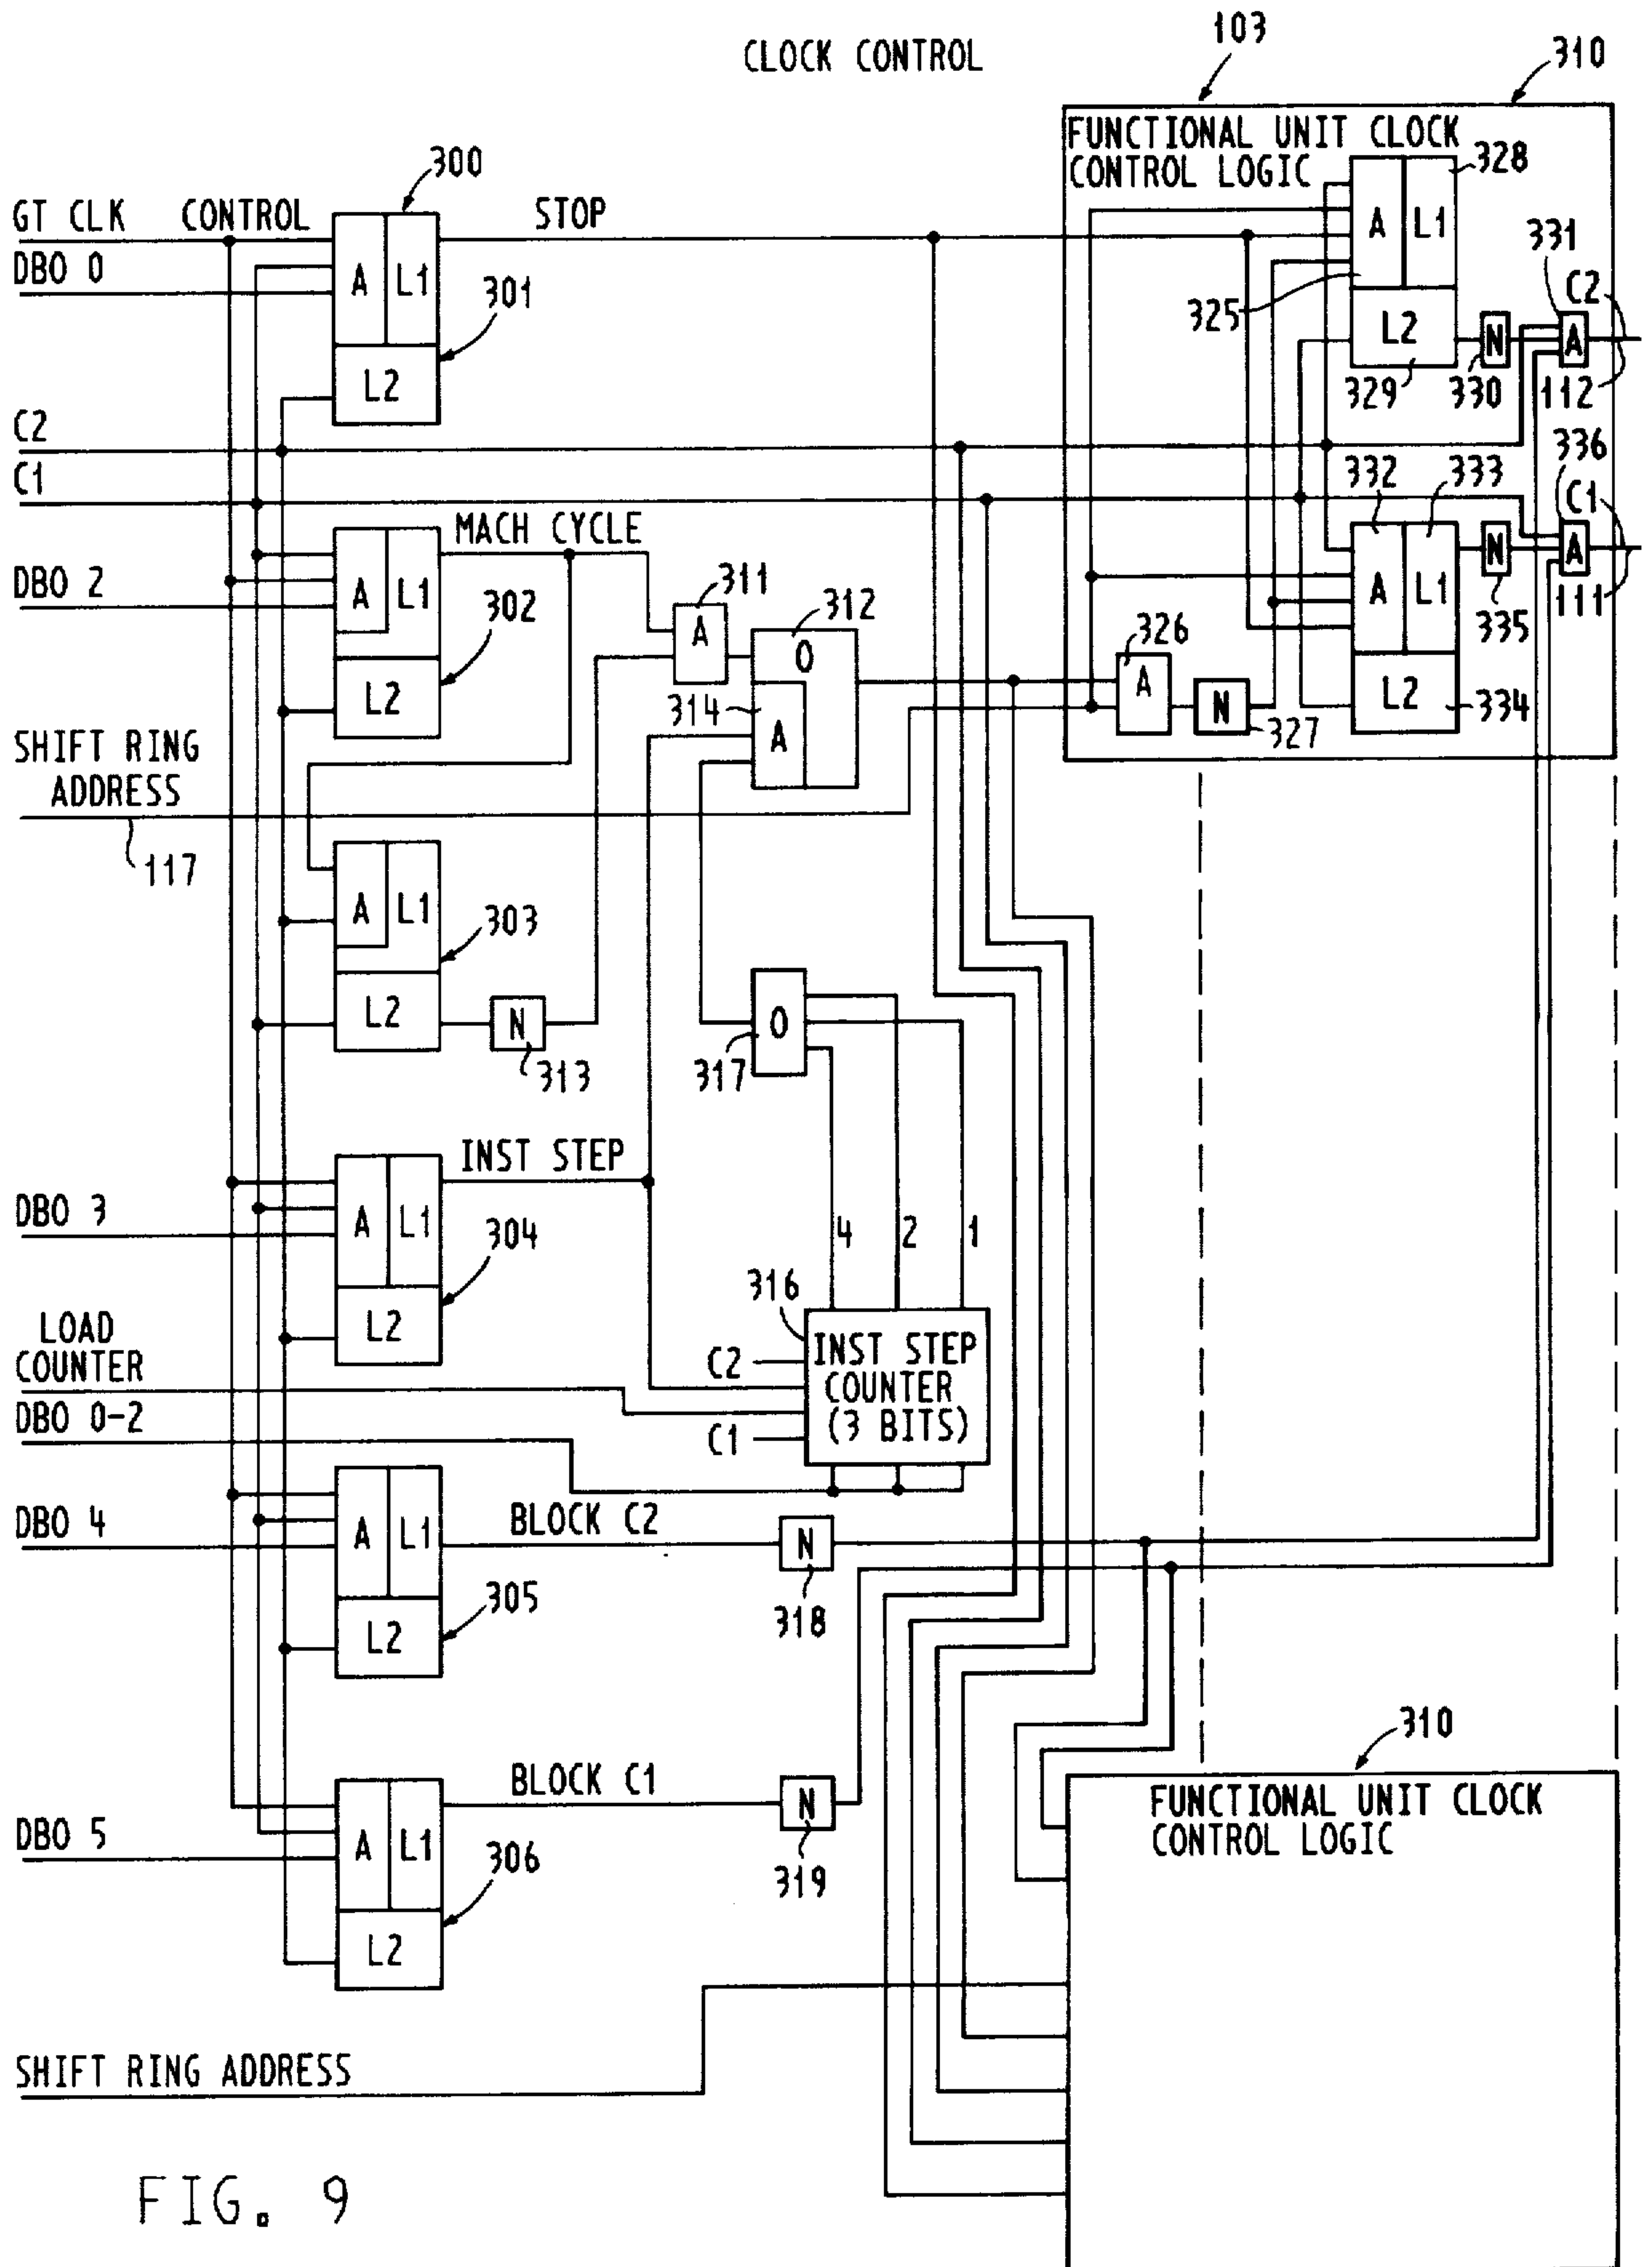 CLOCK CONTROL
103
310
FUNCTIONAL UNIT CLOCK
CONTROL LOGIC
328
300
GT CLK CONTROL
STOP
DBO 0
A L1
301
L2
A L1
325
331
C2
L2
N
A
329
330
112
C2
C1
332
333
336
C1
MACH CYCLE
DBO 2
A L1
302
L2
311
A
312
O
314
A
326
A
N
327
A L1
N
335
A
111
L2
334
SHIFT RING
ADDRESS
117
A L1
303
L2
N
313
O
317
INST STEP
DBO 3
A L1
304
L2
4
2
1
316
LOAD
COUNTER
DBO 0-2
C2
C1
INST STEP
COUNTER
(3 BITS)
DBO 4
A L1
BLOCK C2
N
318
305
L2
310
BLOCK C1
N
319
DBO 5
A L1
306
L2
FUNCTIONAL UNIT CLOCK
CONTROL LOGIC
SHIFT RING ADDRESS
FIG. 9